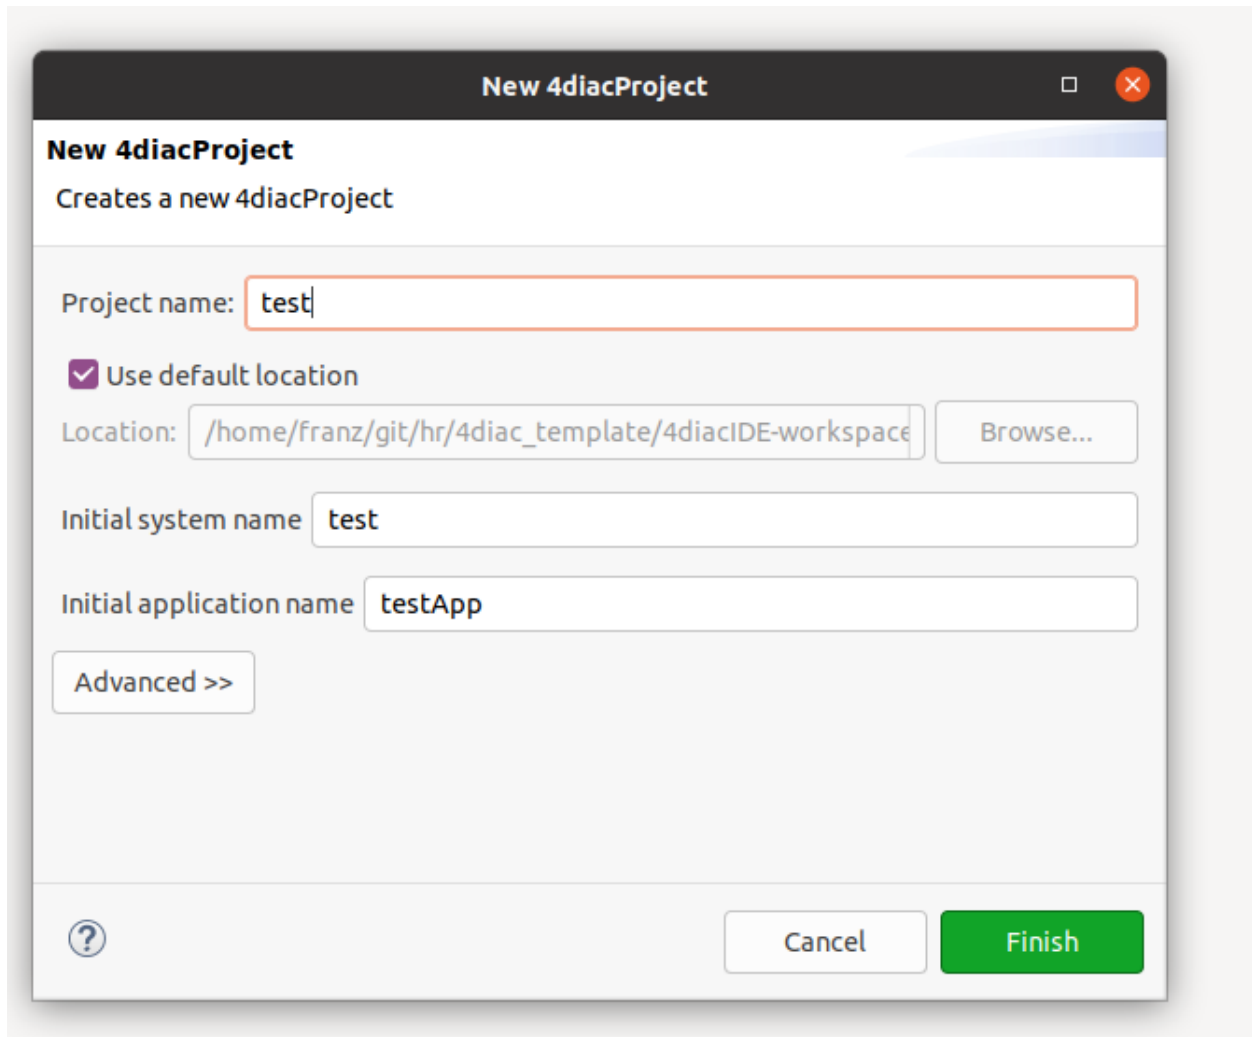 New 4diacProject
New 4diacProject
Creates a new 4diacProject
Project name: test
Use default location
Location: /home/franz/git/hr/4diac_template/4diacIDE-workspace Browse...
Initial system name test
Initial application name testApp
Advanced >>
? Cancel Finish